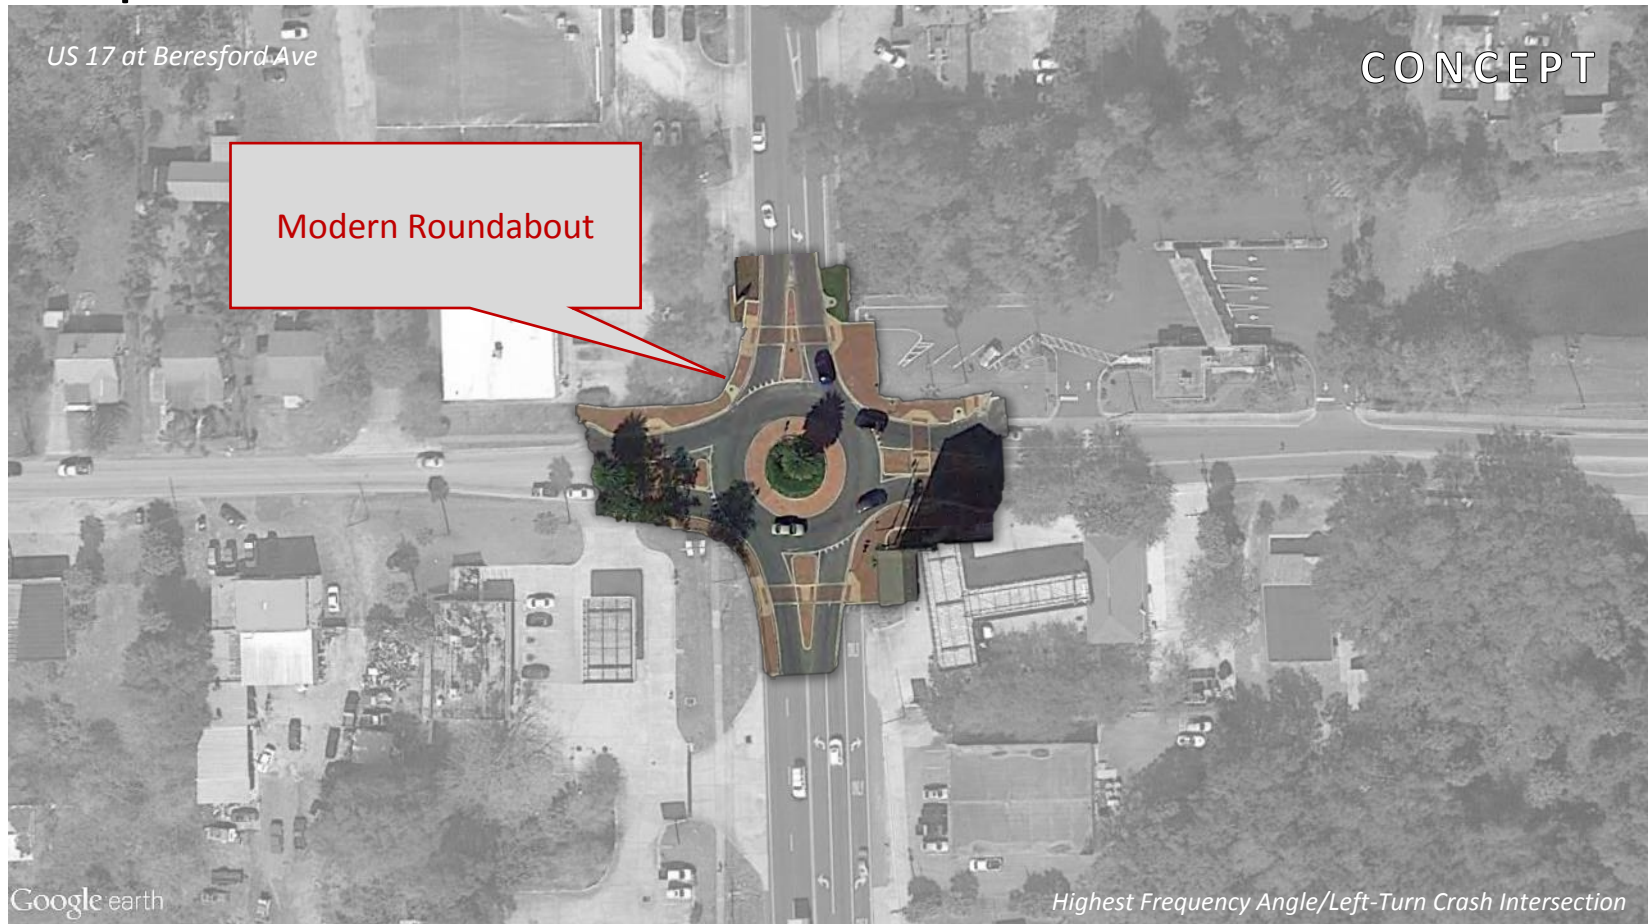 US 17 at Beresford Ave
CONCEPT
Modern Roundabout
Google earth
Highest Frequency Angle/Left-Turn Crash Intersection